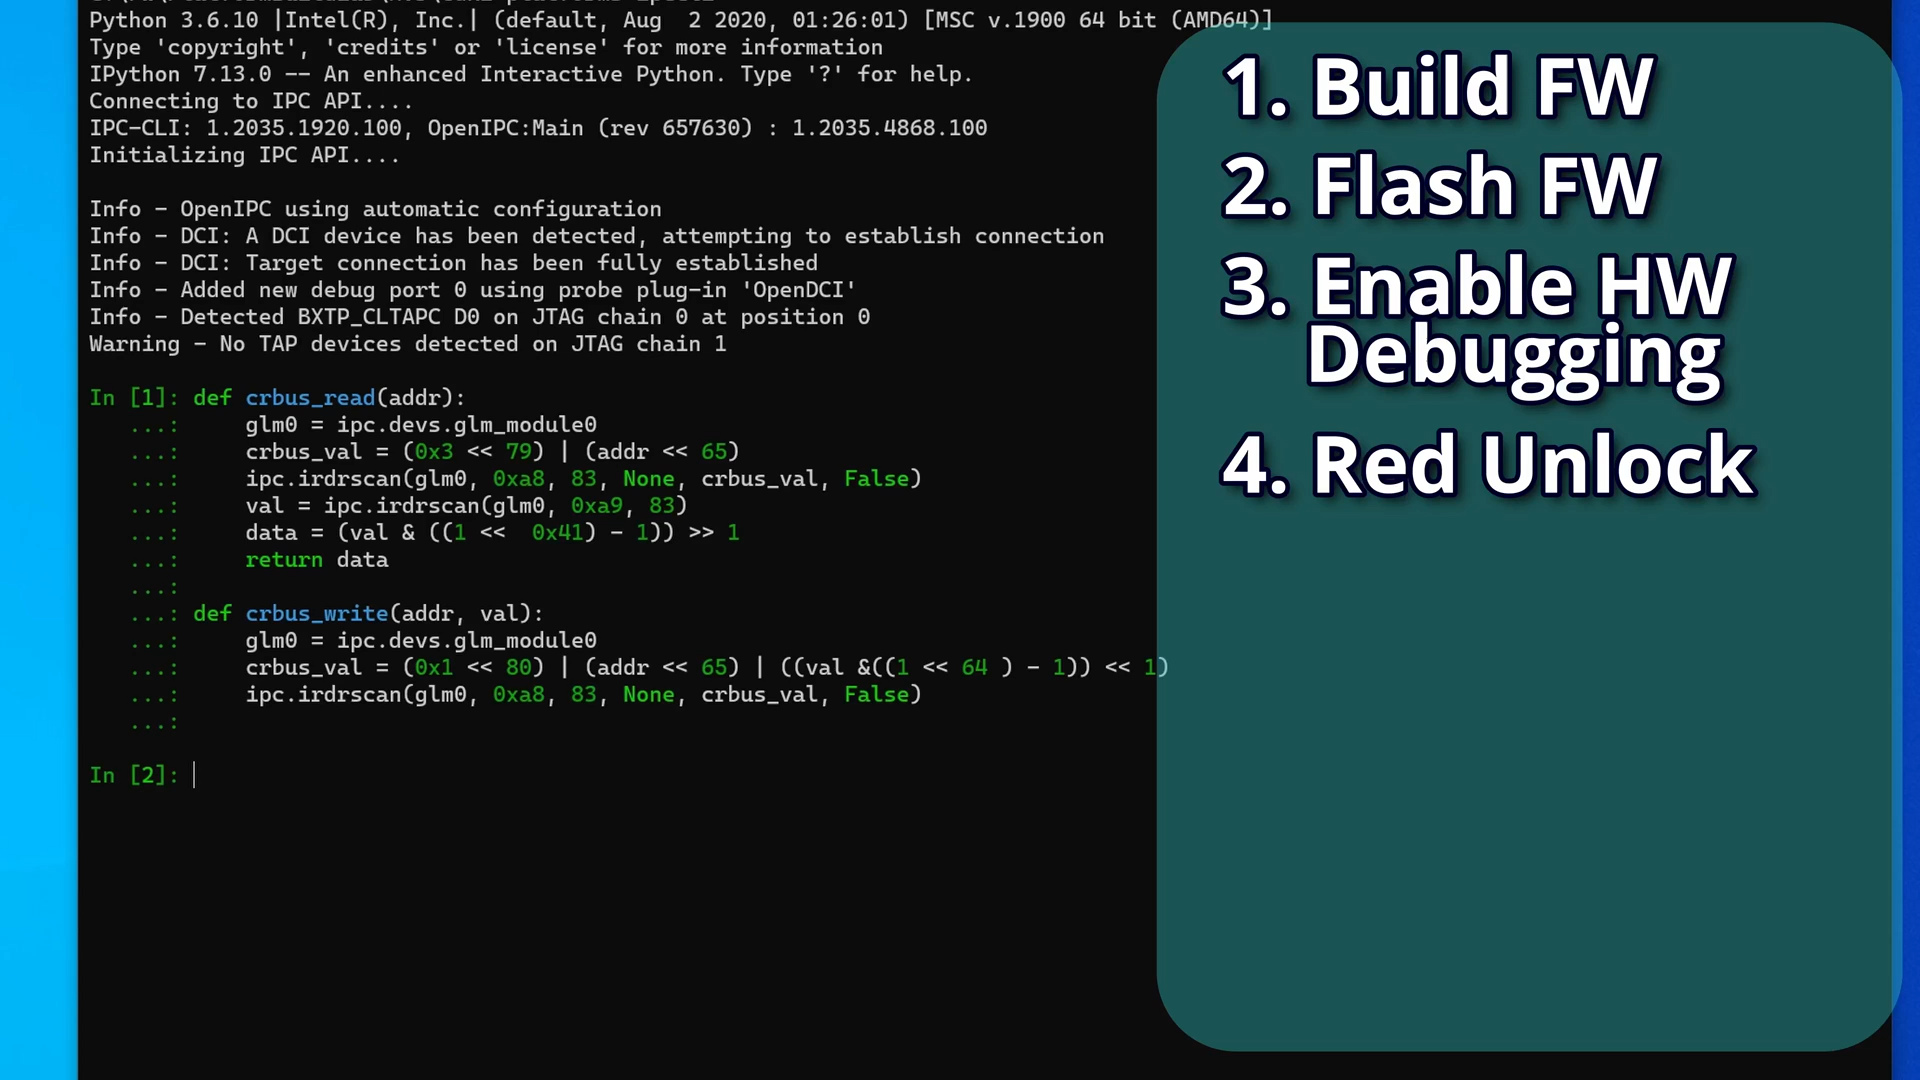 Python 3.6.10 |Intel(R), Inc.| (default, Aug  2 2020, 01:26:01) [MSC v.1900 64 bit (AMD64)]
Type 'copyright', 'credits' or 'license' for more information
IPython 7.13.0 -- An enhanced Interactive Python. Type '?' for help.
Connecting to IPC API....
IPC-CLI: 1.2035.1920.100, OpenIPC:Main (rev 657630) : 1.2035.4868.100
Initializing IPC API....
Info - OpenIPC using automatic configuration
Info - DCI: A DCI device has been detected, attempting to establish connection
Info - DCI: Target connection has been fully established
Info - Added new debug port 0 using probe plug-in 'OpenDCI'
Info - Detected BXTP_CLTAPC D0 on JTAG chain 0 at position 0
Warning - No TAP devices detected on JTAG chain 1
In [1]: def crbus_read(addr):
   ...:     glm0 = ipc.devs.glm_module0
   ...:     crbus_val = (0x3 << 79) | (addr << 65)
   ...:     ipc.irdrscan(glm0, 0xa8, 83, None, crbus_val, False)
   ...:     val = ipc.irdrscan(glm0, 0xa9, 83)
   ...:     data = (val & ((1 <<  0x41) - 1)) >> 1
   ...:     return data
   ...:
   ...: def crbus_write(addr, val):
   ...:     glm0 = ipc.devs.glm_module0
   ...:     crbus_val = (0x1 << 80) | (addr << 65) | ((val &((1 << 64 ) - 1)) << 1)
   ...:     ipc.irdrscan(glm0, 0xa8, 83, None, crbus_val, False)
   ...:
In [2]:
1. Build FW
2. Flash FW
3. Enable HW
Debugging
4. Red Unlock